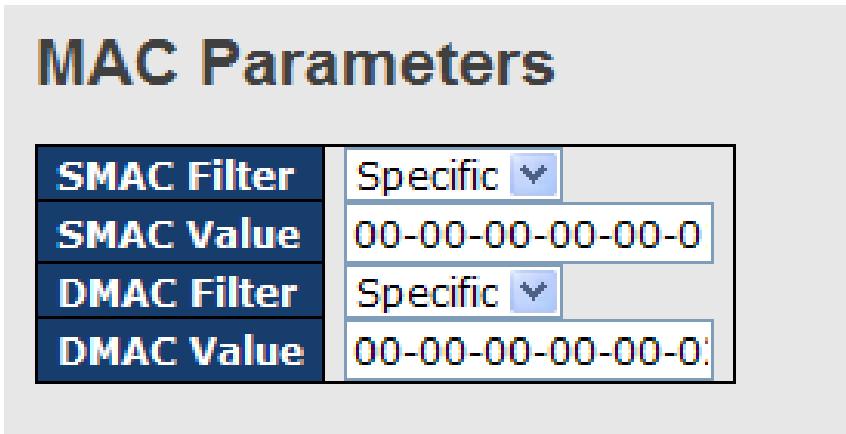 MAC Parameters
SMAC Filter Specific
SMAC Value 00-00-00-00-00-0
DMAC Filter Specific
DMAC Value 00-00-00-00-00-0